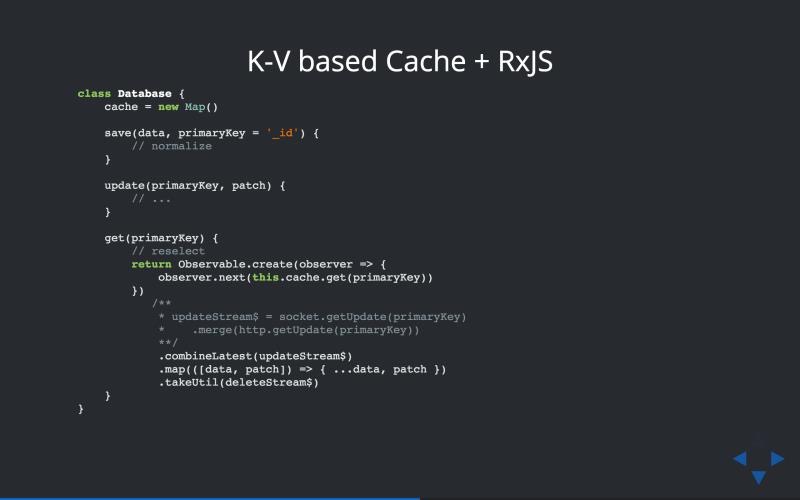 K-V based Cache + RxJS
class Database {
    cache = new Map()

    save(data, primaryKey = '_id') {
        // normalize
    }

    update(primaryKey, patch) {
        // ...
    }

    get(primaryKey) {
        // reselect
        return Observable.create(observer => {
            observer.next(this.cache.get(primaryKey))
        })
           /**
            * updateStream$ = socket.getUpdate(primaryKey)
            *    .merge(http.getUpdate(primaryKey))
            **/
            .combineLatest(updateStream$)
            .map(([data, patch]) => { ...data, patch })
            .takeUtil(deleteStream$)
    }
}